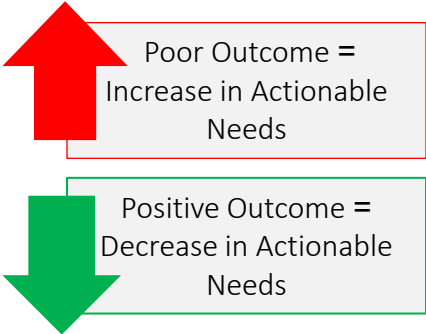 Poor Outcome =
Increase in Actionable
Needs
Positive Outcome =
Decrease in Actionable
Needs